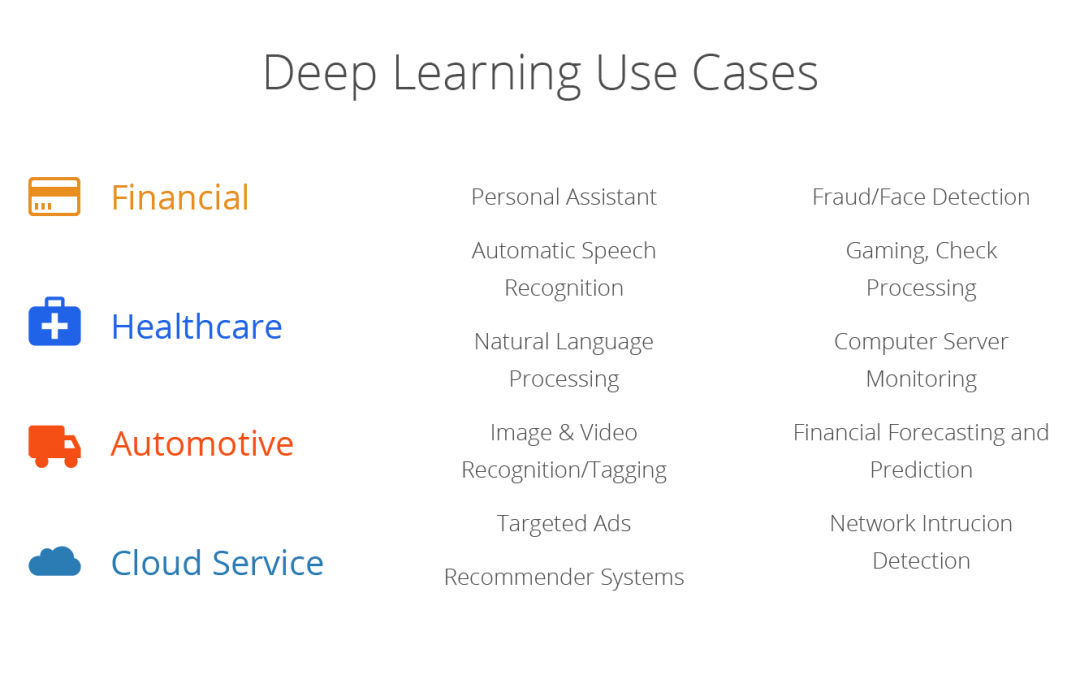 Deep Learning Use Cases
Financial
Healthcare
Automotive
Cloud Service
Personal Assistant
Automatic Speech
Recognition
Natural Language
Processing
Image & Video
Recognition/Tagging
Targeted Ads
Recommender Systems
Fraud/Face Detection
Gaming, Check
Processing
Computer Server
Monitoring
Financial Forecasting and
Prediction
Network Intrucion
Detection